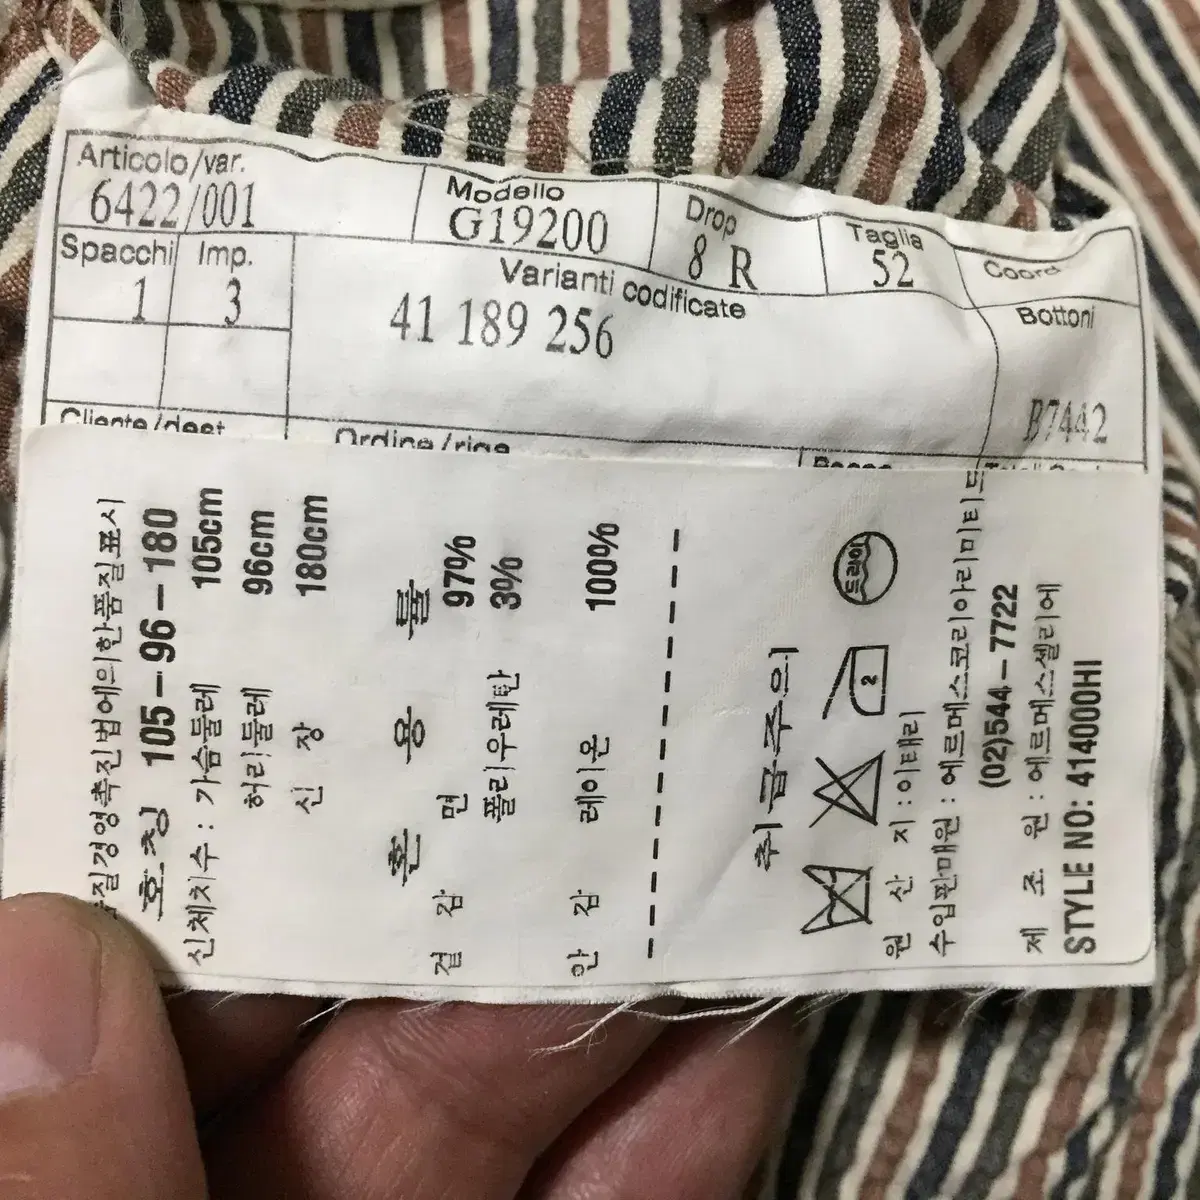 Articolo/var.
6422/001
Modello
G19200
Drop
8 R
Taglia
52
Coord
Spacchi
1
Imp.
3
Varianti codificate
41 189 256
Bottoni
B7442
Cliente/dest
Ordine/riga
질경영촉진법에의한품질표시
호칭 105-96-180
신체치수 : 가슴둘레 105cm
허리둘레 96cm
신 장 180cm
혼 용 률
겉 감 면 97%
폴리우레탄 3%
안 감 레이온 100%
취급주의
드라이
2
원 산 지 : 이태리
수입판매원 : 에르메스코리아리미티드
(02)544-7722
제 조 원 : 에르메스셀리에
STYLE NO: 414000HI